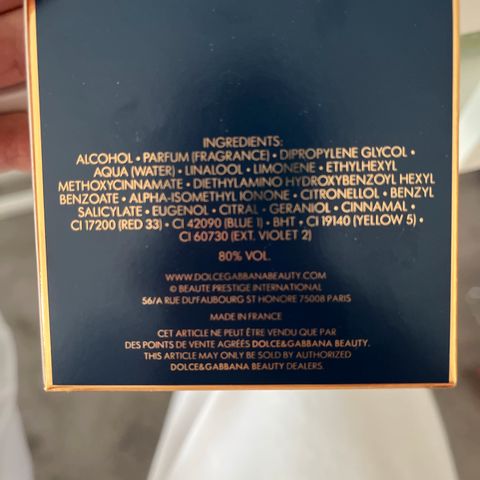 INGREDIENTS:
ALCOHOL • PARFUM (FRAGRANCE) • DIPROPYLENE GLYCOL •
AQUA (WATER) • LINALOOL • LIMONENE • ETHYLHEXYL
METHOXYCINNAMATE • DIETHYLAMINO HYDROXYBENZOYL HEXYL
BENZOATE • ALPHA-ISOMETHYL IONONE • CITRONELLOL • BENZYL
SALICYLATE • EUGENOL • CITRAL • GERANIOL • CINNAMAL •
CI 17200 (RED 33) • CI 42090 (BLUE 1) • BHT • CI 19140 (YELLOW 5) •
CI 60730 (EXT. VIOLET 2)
80% VOL.
WWW.DOLCEGABBANABEAUTY.COM
© BEAUTE PRESTIGE INTERNATIONAL
56/A RUE DU FAUBOURG ST HONORE 75008 PARIS
MADE IN FRANCE
CET ARTICLE NE PEUT ÊTRE VENDU QUE PAR
DES POINTS DE VENTE AGRÉÉS DOLCE&GABBANA BEAUTY.
THIS ARTICLE MAY ONLY BE SOLD BY AUTHORIZED
DOLCE&GABBANA BEAUTY DEALERS.